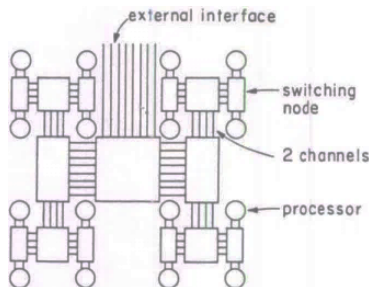 external interface
switching
node
2 channels
processor